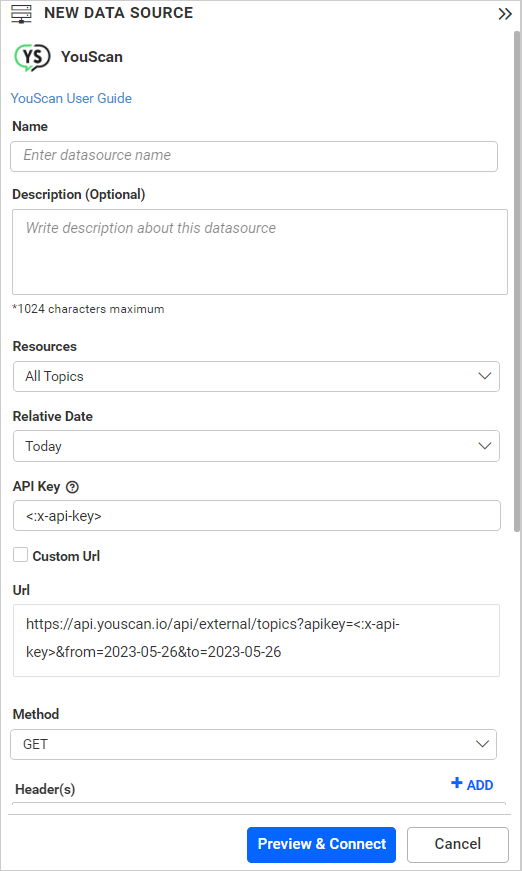 NEW DATA SOURCE
YS YouScan
YouScan User Guide
Name
Enter datasource name
Description (Optional)
Write description about this datasource
*1024 characters maximum
Resources
All Topics
Relative Date
Today
API Key ?
<:x-api-key>
Custom Url
Url
https://api.youscan.io/api/external/topics?apikey=<:x-api-
key>&from=2023-05-26&to=2023-05-26
Method
GET
Header(s) + ADD
Preview & Connect Cancel